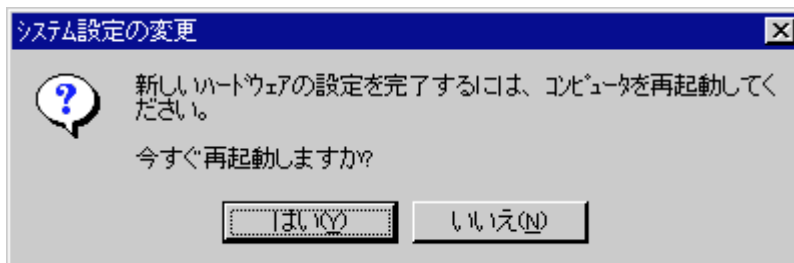 ｼｽﾃﾑ設定の変更
新しいﾊｰﾄﾞｳｪｱの設定を完了するには、ｺﾝﾋﾟｭｰﾀを再起動してく
ださい。
今すぐ再起動しますか?
はい(Y)
いいえ(N)